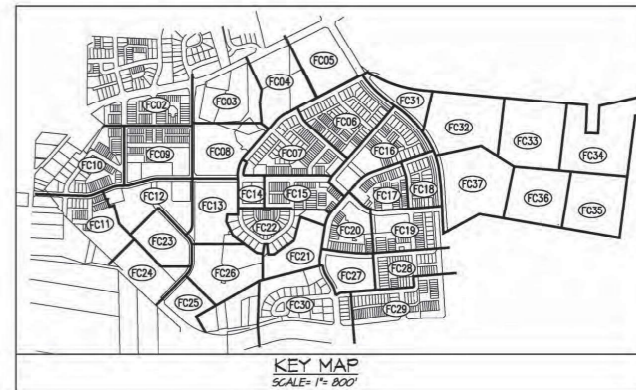 FC05
FC04
FC03
FC02
FC31
FC32
FC33
FC34
FC06
FC16
FC07
FC08
FC09
FC10
FC12
FC13
FC14
FC15
FC17
FC18
FC37
FC36
FC35
FC11
FC23
FC22
FC20
FC19
FC24
FC26
FC21
FC27
FC28
FC25
FC30
FC29
KEY MAP
SCALE= 1"= 800'